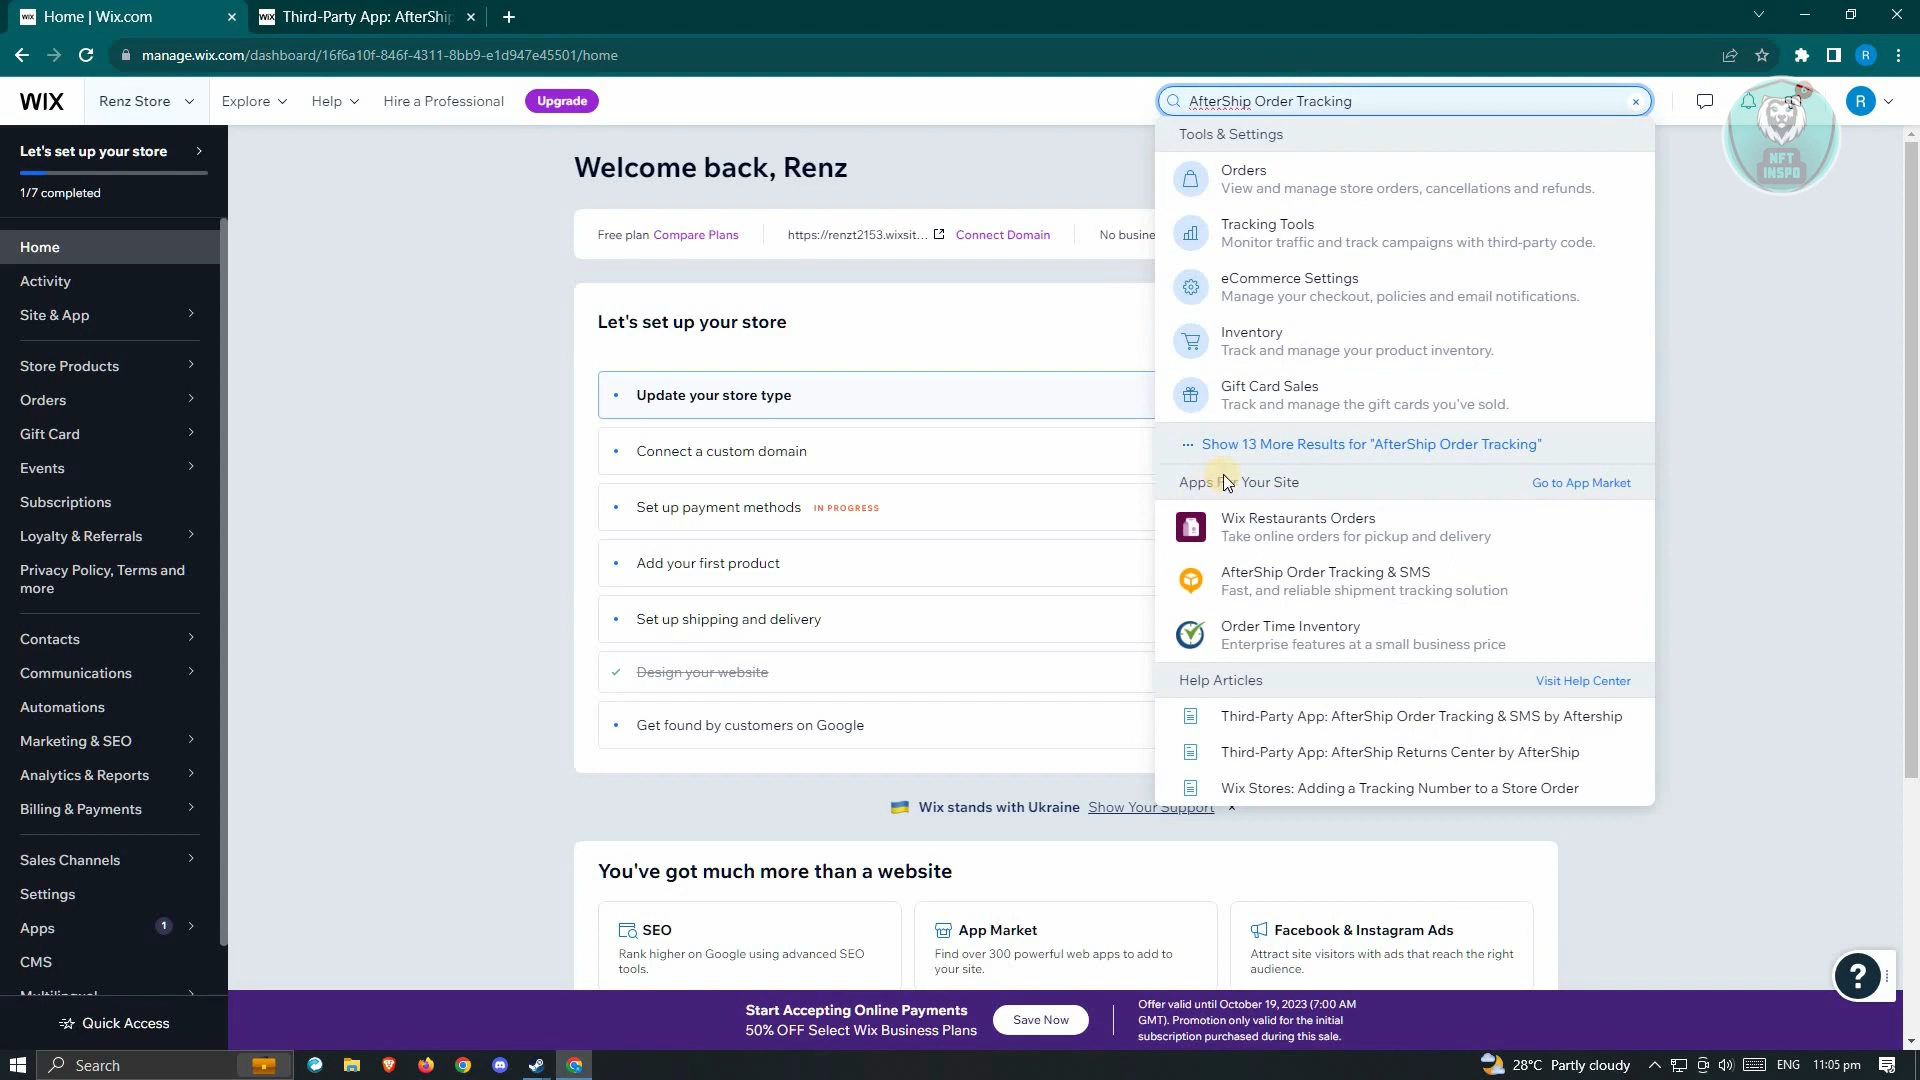 Home | Wix.com
Third-Party App: AfterShip
manage.wix.com/dashboard/16f6a10f-846f-4311-8bb9-e1d947e45501/home
R
WIX
Renz Store
Explore
Help
Hire a Professional
Upgrade
AfterShip Order Tracking
R
NFT
INSPO
Let's set up your store
1/7 completed
Home
Activity
Site & App
Store Products
Orders
Gift Card
Events
Subscriptions
Loyalty & Referrals
Privacy Policy, Terms and
more
Contacts
Communications
Automations
Marketing & SEO
Analytics & Reports
Billing & Payments
Sales Channels
Settings
Apps
1
CMS
Multilingual
Quick Access
Welcome back, Renz
Free plan Compare Plans
https://renzt2153.wixsit...
Connect Domain
No busine
Let's set up your store
Update your store type
Connect a custom domain
Set up payment methods
IN PROGRESS
Add your first product
Set up shipping and delivery
Design your website
Get found by customers on Google
Tools & Settings
Orders
View and manage store orders, cancellations and refunds.
Tracking Tools
Monitor traffic and track campaigns with third-party code.
eCommerce Settings
Manage your checkout, policies and email notifications.
Inventory
Track and manage your product inventory.
Gift Card Sales
Track and manage the gift cards you've sold.
... Show 13 More Results for "AfterShip Order Tracking"
Apps For Your Site
Go to App Market
Wix Restaurants Orders
Take online orders for pickup and delivery
AfterShip Order Tracking & SMS
Fast, and reliable shipment tracking solution
Order Time Inventory
Enterprise features at a small business price
Help Articles
Visit Help Center
Third-Party App: AfterShip Order Tracking & SMS by Aftership
Third-Party App: AfterShip Returns Center by AfterShip
Wix Stores: Adding a Tracking Number to a Store Order
Wix stands with Ukraine Show Your Support
You've got much more than a website
SEO
Rank higher on Google using advanced SEO
tools.
App Market
Find over 300 powerful web apps to add to
your site.
Facebook & Instagram Ads
Attract site visitors with ads that reach the right
audience.
?
Start Accepting Online Payments
50% OFF Select Wix Business Plans
Save Now
Offer valid until October 19, 2023 (7:00 AM
GMT). Promotion only valid for the initial
subscription purchased during this sale.
Search
28°C Partly cloudy
ENG
11:05 pm